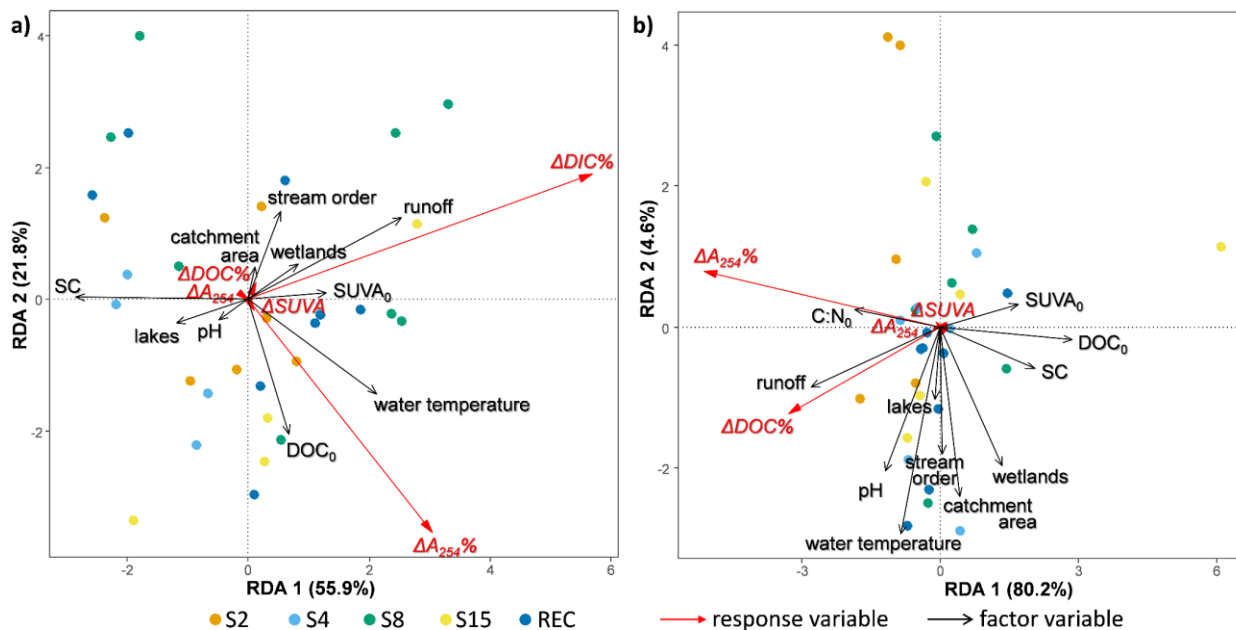 a)
4
2
0
-2
RDA 2 (21.8%)
ΔDIC%
stream order
runoff
catchment
area
wetlands
ΔDOC%
SC
ΔA254
ΔSUVA
SUVA0
lakes
pH
water temperature
DOC0
ΔA254%
-2
0
2
4
6
RDA 1 (55.9%)
b)
4
2
0
-2
RDA 2 (4.6%)
ΔA254%
C:N0
ΔSUVA
ΔA254
SUVA0
DOC0
SC
runoff
lakes
ΔDOC%
stream
order
wetlands
pH
catchment
area
water temperature
-3
0
3
6
RDA 1 (80.2%)
S2
S4
S8
S15
REC
response variable
factor variable